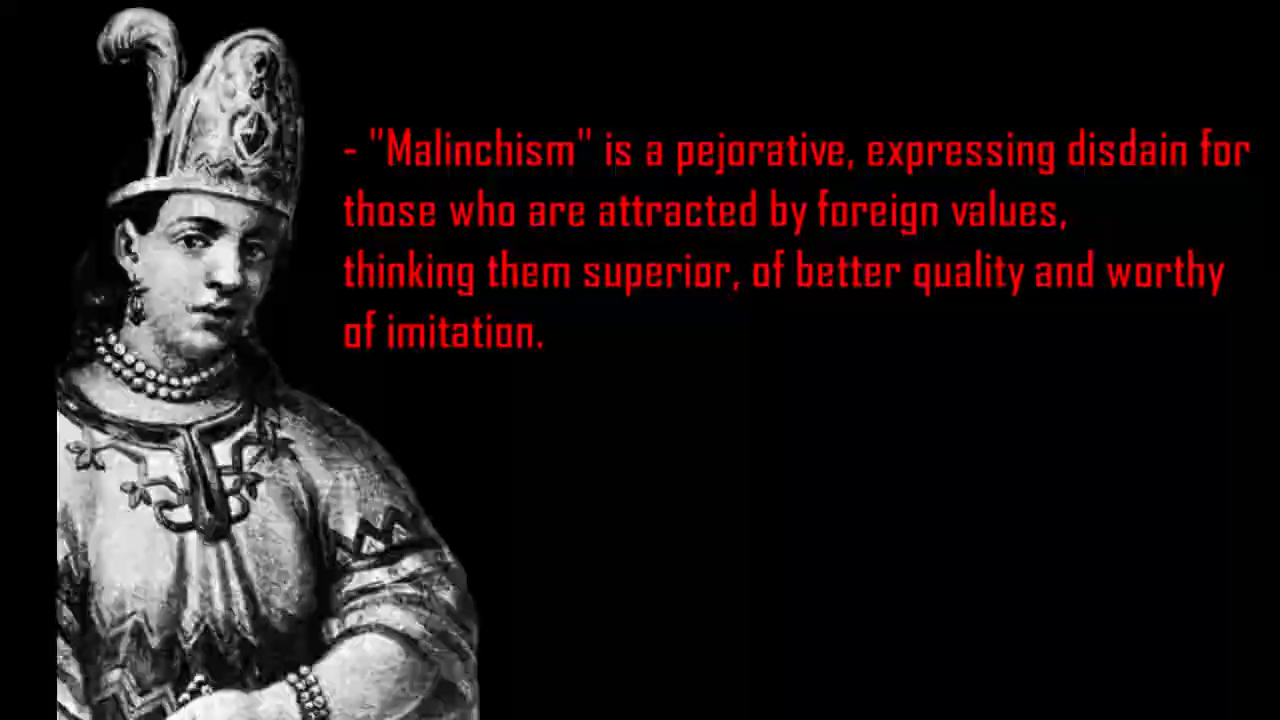 - "Malinchism" is a pejorative, expressing disdain for
those who are attracted by foreign values,
thinking them superior, of better quality and worthy
of imitation.